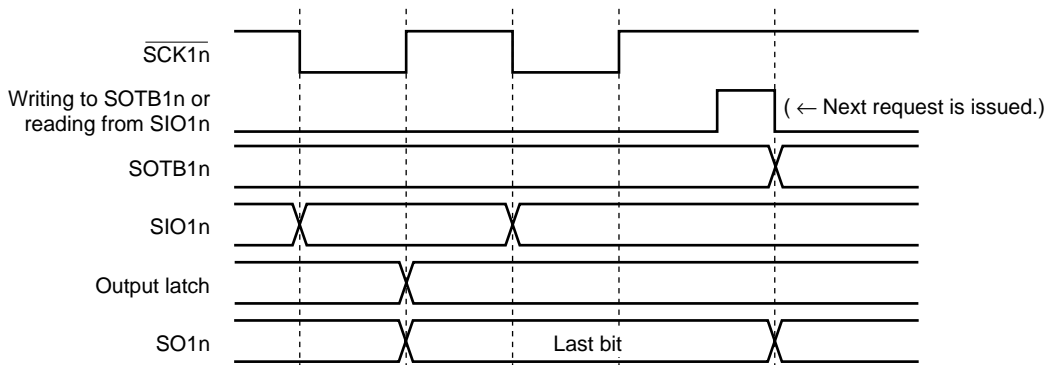 SCK1n
Writing to SOTB1n or
reading from SIO1n
( ← Next request is issued.)
SOTB1n
SIO1n
Output latch
SO1n
Last bit